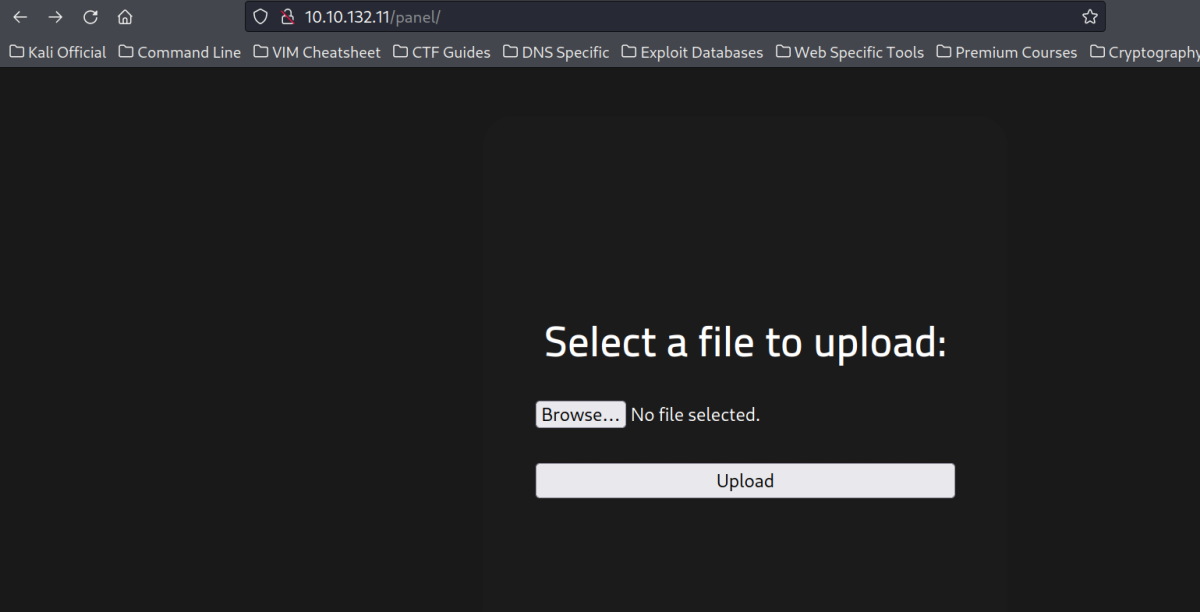 10.10.132.11/panel/
Kali Official Command Line VIM Cheatsheet CTF Guides DNS Specific Exploit Databases Web Specific Tools Premium Courses Cryptography
Select a file to upload:
Browse... No file selected.
Upload